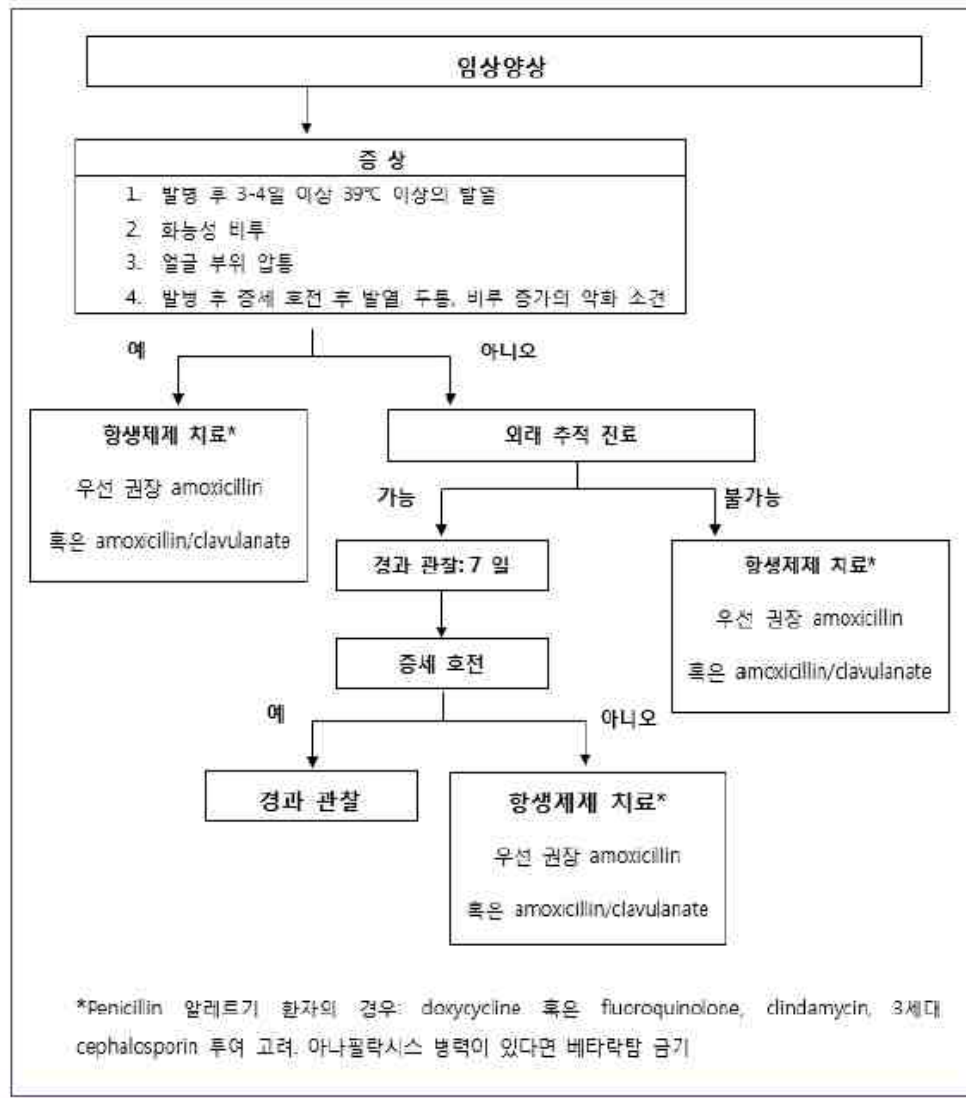 임상양상
증 상
1. 발병 후 3-4일 이상 39℃ 이상의 발열
2. 화농성 비루
3. 얼굴 부위 압통
4. 발병 후 증세 호전 후 발열, 두통, 비루 증가의 악화 소견
예
아니오
항생제제 치료*
우선 권장 amoxicillin
혹은 amoxicillin/clavulanate
외래 추적 진료
가능
불가능
경과 관찰: 7 일
항생제제 치료*
우선 권장 amoxicillin
혹은 amoxicillin/clavulanate
증세 호전
예
아니오
경과 관찰
항생제제 치료*
우선 권장 amoxicillin
혹은 amoxicillin/clavulanate
*Penicillin 알레르기 환자의 경우: doxycycline 혹은 fluoroquinolone, clindamycin, 3세대
cephalosporin 투여 고려. 아나필락시스 병력이 있다면 베타락탐 금기